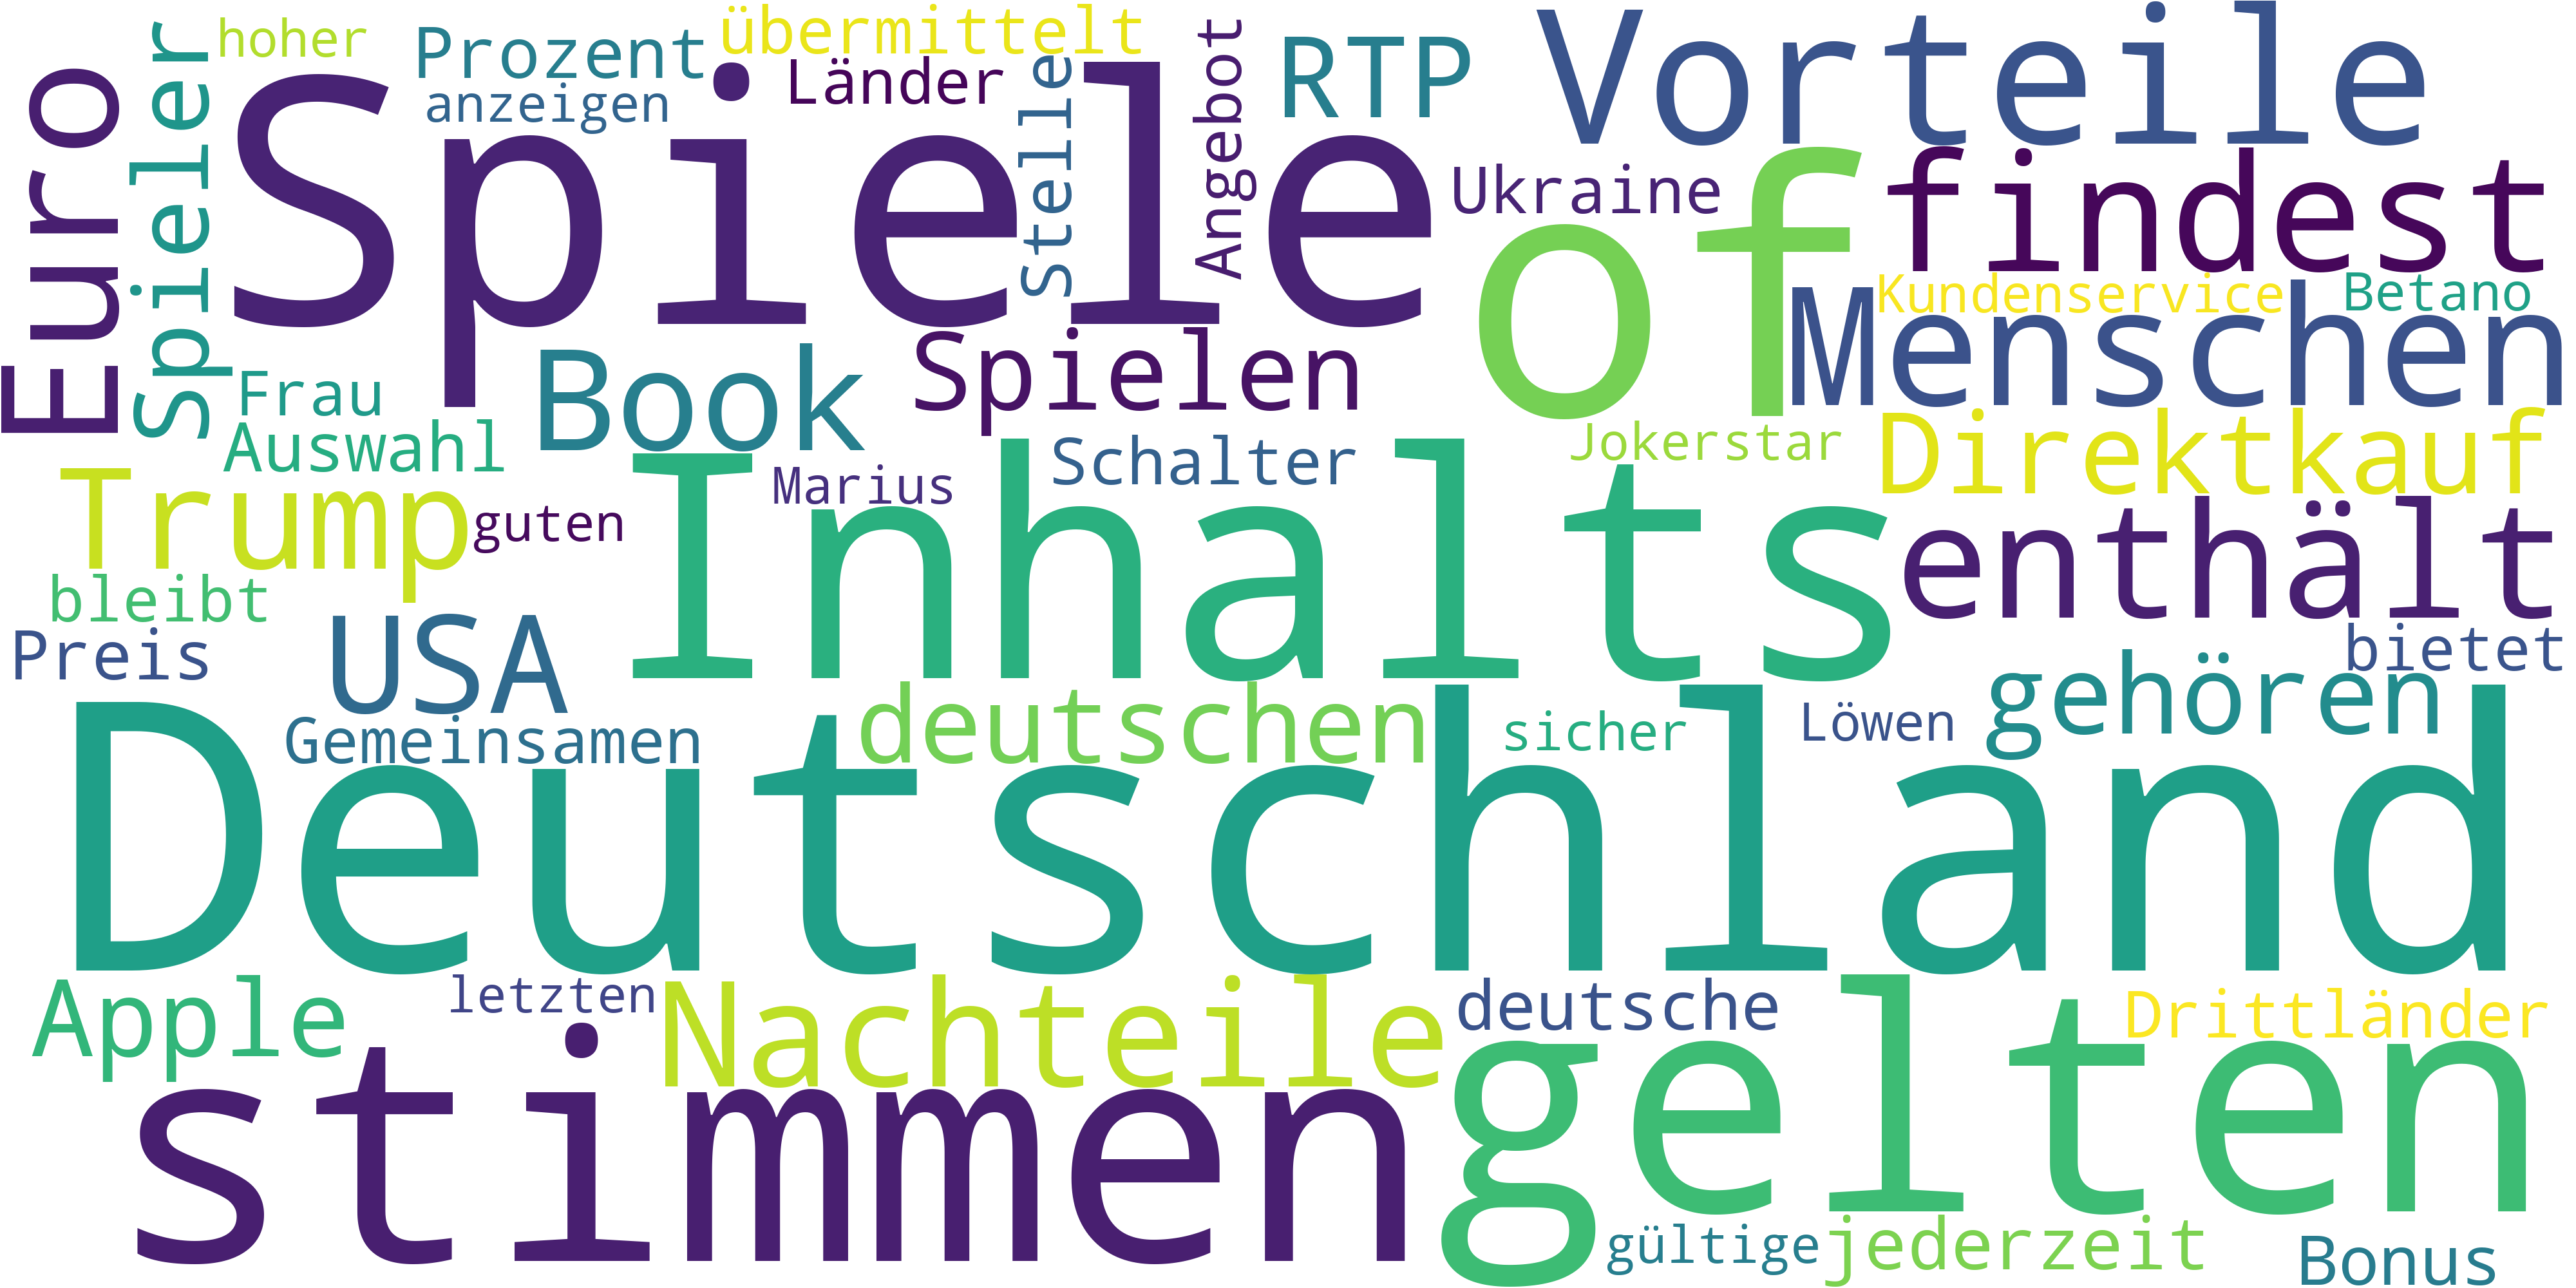 hoher
Prozent
übermittelt
Länder
anzeigen
Euro
Spieler
Spiele
Stelle
Angebot
RTP
Vorteile
Ukraine
of
findest
Kundenservice
Betano
Menschen
Frau
Auswahl
Book
Spielen
Schalter
Jokerstar
Direktkauf
Trump
guten
Marius
Inhalts
enthält
bleibt
Preis
USA
Gemeinsamen
deutschen
sicher
Löwen
gehören
bietet
Deutschland
Apple
letzten
Nachteile
deutsche
Drittländer
stimmen
gelten
gültige
jederzeit
Bonus